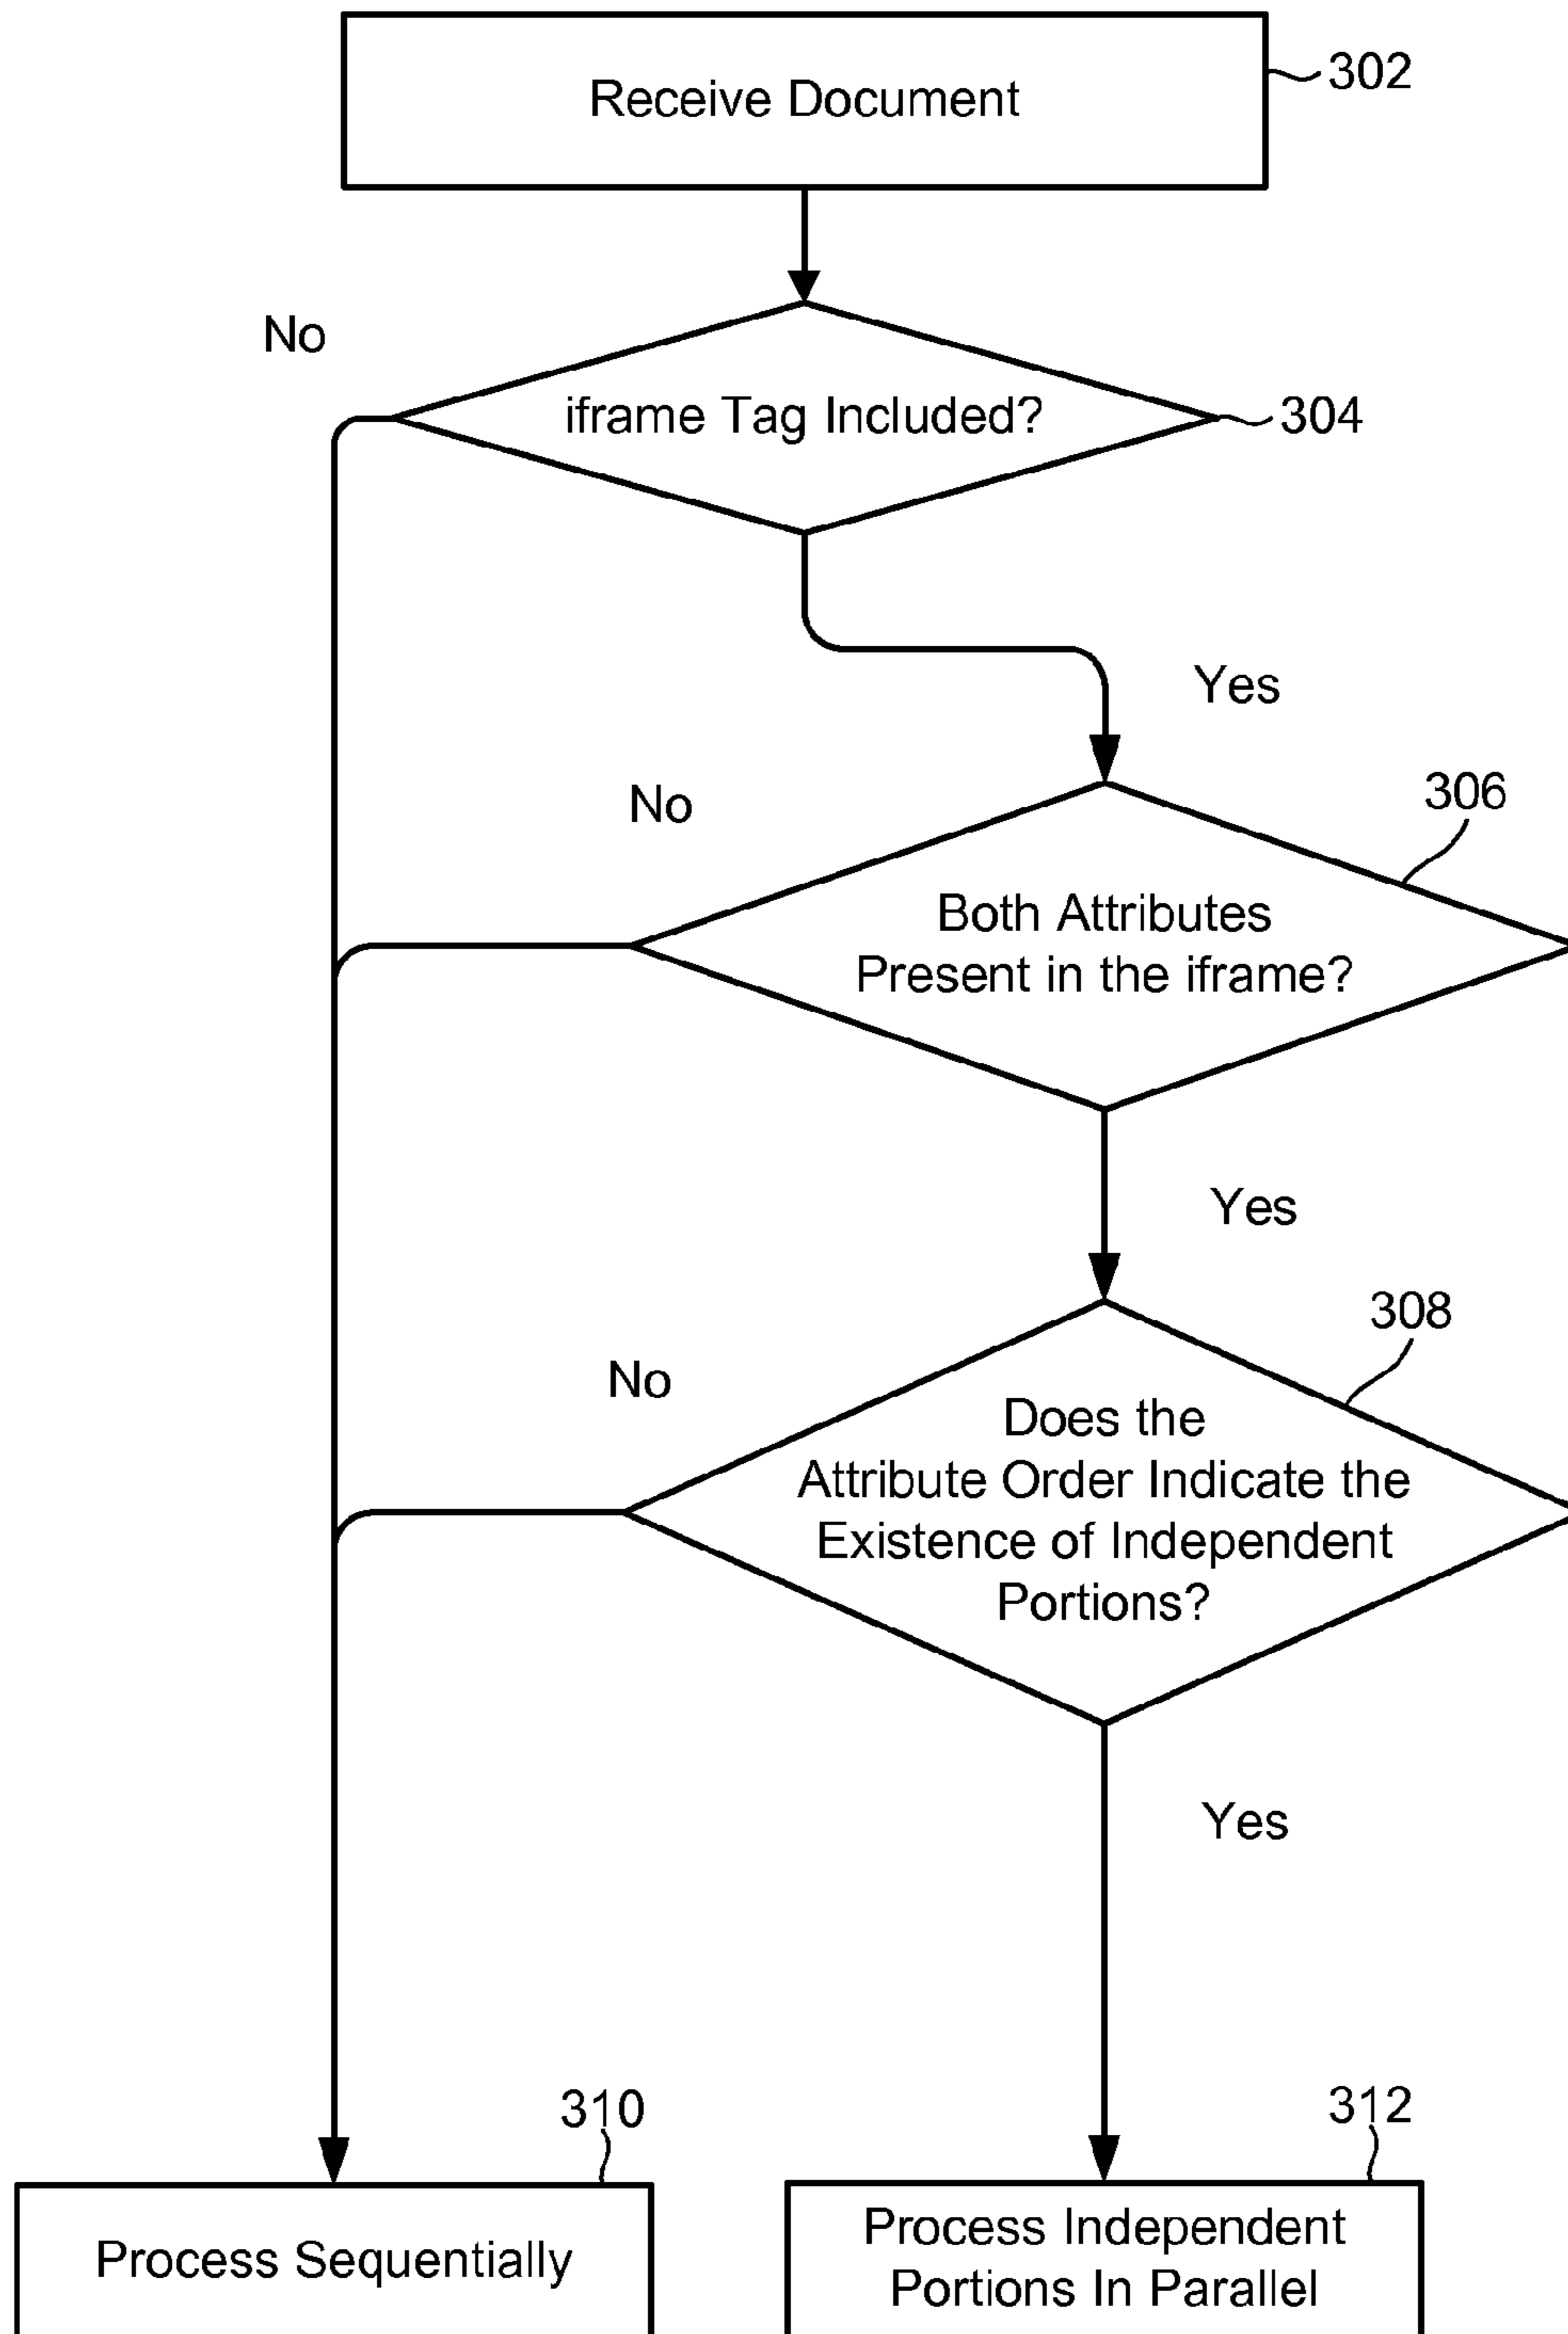 Receive Document
302
No
iframe Tag Included?
304
Yes
No
306
Both Attributes
Present in the iframe?
Yes
308
No
Does the
Attribute Order Indicate the
Existence of Independent
Portions?
Yes
310
312
Process Sequentially
Process Independent
Portions In Parallel